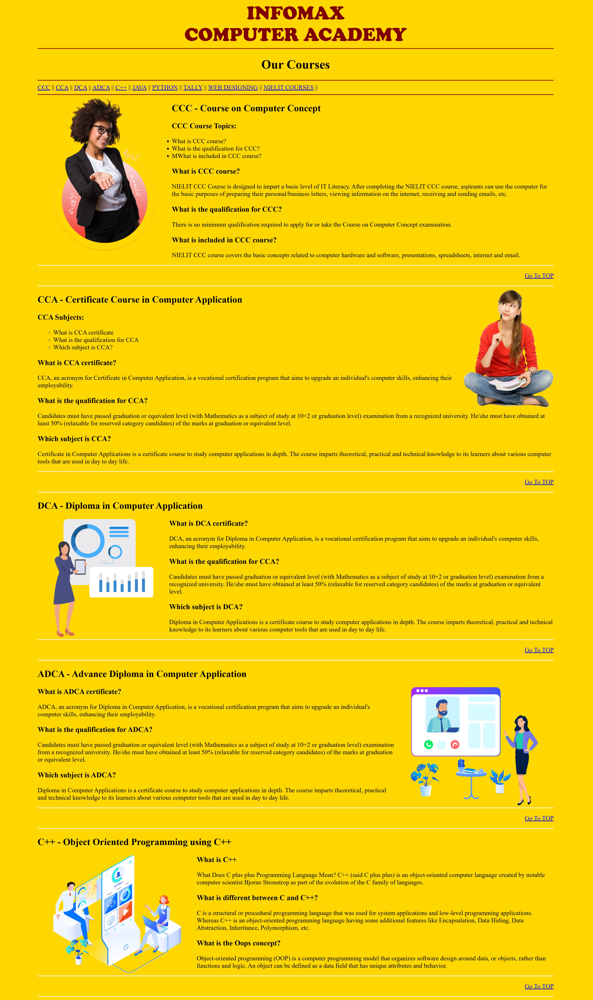 INFOMAX
COMPUTER ACADEMY
Our Courses
CCC || CCA || DCA || ADCA || C++ || JAVA || PYTHON || TALLY || WEB DESIGNING || NIELIT COURSES ||
CCC - Course on Computer Concept
CCC Course Topics:
What is CCC course?
What is the qualification for CCC?
MWhat is included in CCC course?
What is CCC course?
NIELIT CCC Course is designed to impart a basic level of IT Literacy. After completing the NIELIT CCC course, aspirants can use the computer for
the basic purposes of preparing their personal/business letters, viewing information on the internet, receiving and sending emails, etc.
What is the qualification for CCC?
There is no minimum qualification required to apply for or take the Course on Computer Concept examination.
What is included in CCC course?
NIELIT CCC course covers the basic concepts related to computer hardware and software, presentations, spreadsheets, internet and email.
Go To TOP
CCA - Certificate Course in Computer Application
CCA Subjects:
What is CCA certificate
What is the qualification for CCA
Which subject is CCA?
What is CCA certificate?
CCA, an acronym for Certificate in Computer Application, is a vocational certification program that aims to upgrade an individual's computer skills, enhancing their
employability.
What is the qualification for CCA?
Candidates must have passed graduation or equivalent level (with Mathematics as a subject of study at 10+2 or graduation level) examination from a recognized university. He/she must have obtained at
least 50% (relaxable for reserved category candidates) of the marks at graduation or equivalent level.
Which subject is CCA?
Certificate in Computer Applications is a certificate course to study computer applications in depth. The course imparts theoretical, practical and technical knowledge to its learners about various computer
tools that are used in day to day life.
Go To TOP
DCA - Diploma in Computer Application
What is DCA certificate?
DCA, an acronym for Diploma in Computer Application, is a vocational certification program that aims to upgrade an individual's computer skills,
enhancing their employability.
What is the qualification for CCA?
Candidates must have passed graduation or equivalent level (with Mathematics as a subject of study at 10+2 or graduation level) examination from a
recognized university. He/she must have obtained at least 50% (relaxable for reserved category candidates) of the marks at graduation or equivalent
level.
Which subject is DCA?
Diploma in Computer Applications is a certificate course to study computer applications in depth. The course imparts theoretical, practical and technical
knowledge to its learners about various computer tools that are used in day to day life.
Go To TOP
ADCA - Advance Diploma in Computer Application
What is ADCA certificate?
ADCA, an acronym for Diploma in Computer Application, is a vocational certification program that aims to upgrade an individual's
computer skills, enhancing their employability.
What is the qualification for ADCA?
Candidates must have passed graduation or equivalent level (with Mathematics as a subject of study at 10+2 or graduation level) examination
from a recognized university. He/she must have obtained at least 50% (relaxable for reserved category candidates) of the marks at graduation
or equivalent level.
Which subject is ADCA?
Diploma in Computer Applications is a certificate course to study computer applications in depth. The course imparts theoretical, practical
and technical knowledge to its learners about various computer tools that are used in day to day life.
Go To TOP
C++ - Object Oriented Programming using C++
What is C++
What Does C plus plus Programming Language Mean? C++ (said C plus plus) is an object-oriented computer language created by notable
computer scientist Bjorne Stroustrop as part of the evolution of the C family of languages.
What is different between C and C++?
C is a structural or procedural programming language that was used for system applications and low-level programming applications.
Whereas C++ is an object-oriented programming language having some additional features like Encapsulation, Data Hiding, Data
Abstraction, Inheritance, Polymorphism, etc.
What is the Oops concept?
Object-oriented programming (OOP) is a computer programming model that organizes software design around data, or objects, rather than
functions and logic. An object can be defined as a data field that has unique attributes and behavior.
Go To TOP